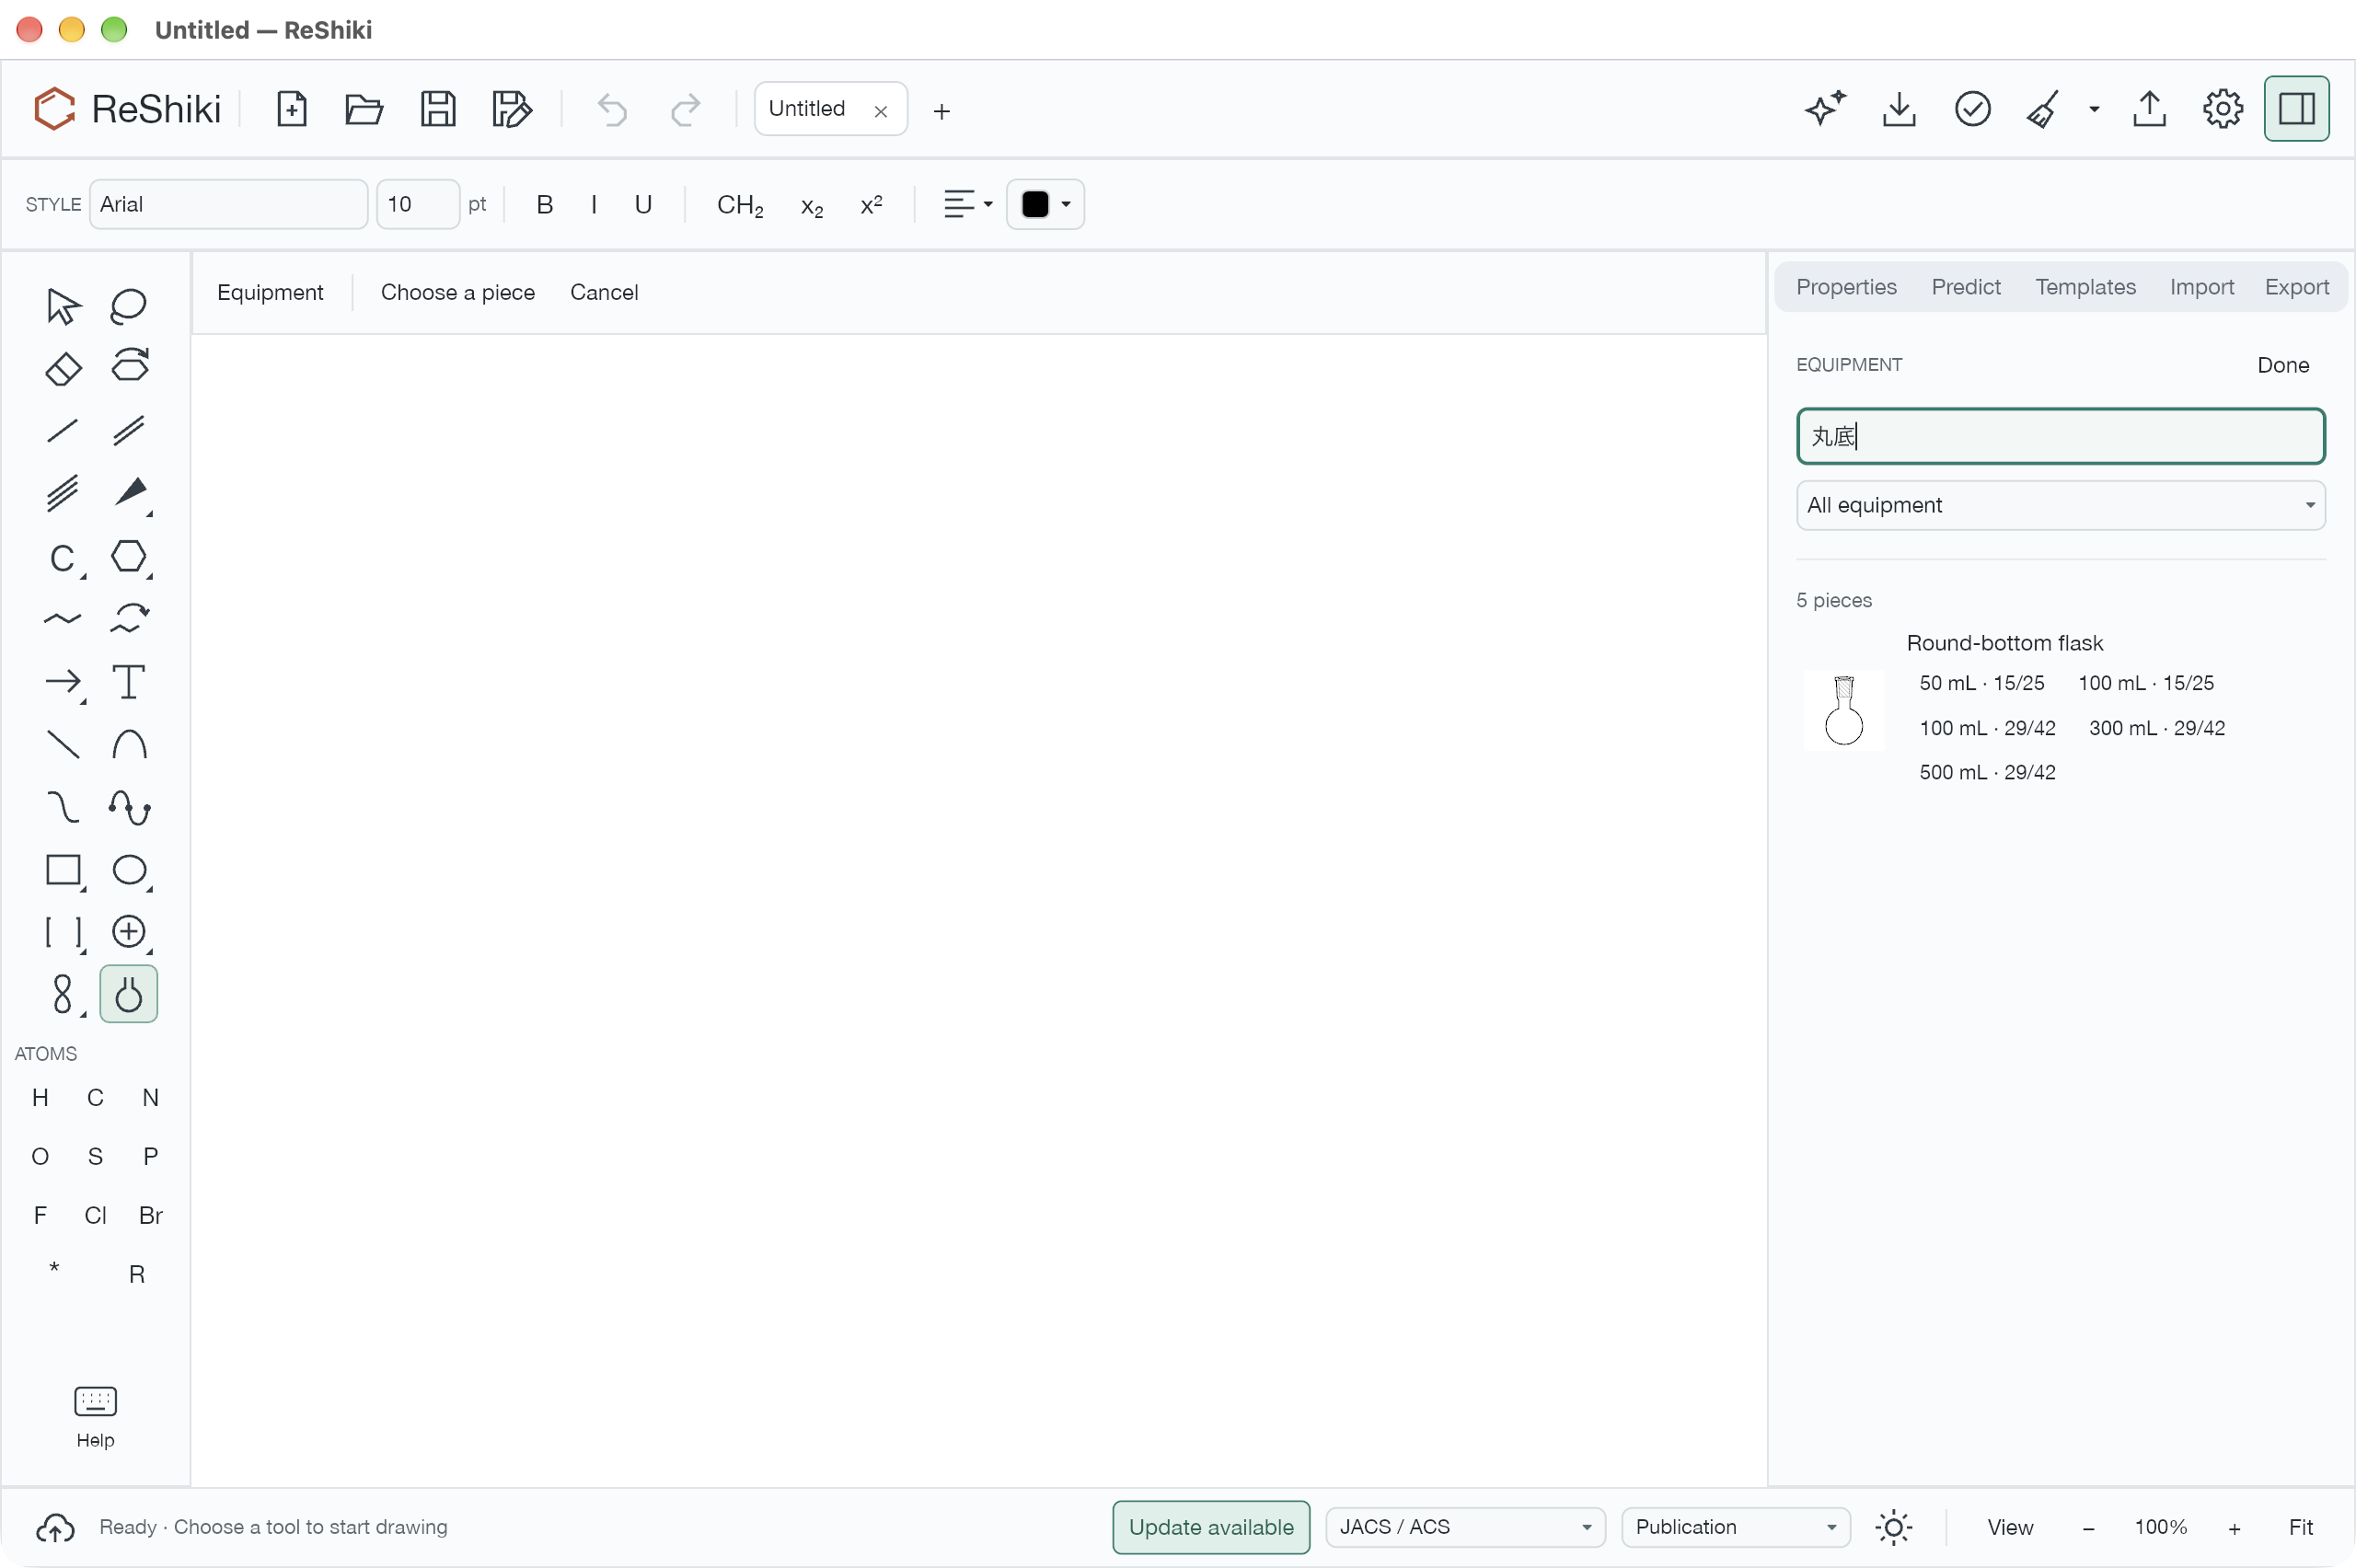 Untitled — ReShiki
ReShiki
Untitled × +
STYLE Arial 10 pt B I U CH₂ x₂ x²
Equipment Choose a piece Cancel
Properties Predict Templates Import Export
EQUIPMENT Done
丸底
All equipment
5 pieces
Round-bottom flask
50 mL · 15/25 100 mL · 15/25
100 mL · 29/42 300 mL · 29/42
500 mL · 29/42
C
T
[ ]
ATOMS
H C N
O S P
F Cl Br
* R
Help
Ready · Choose a tool to start drawing
Update available JACS / ACS Publication View − 100% + Fit